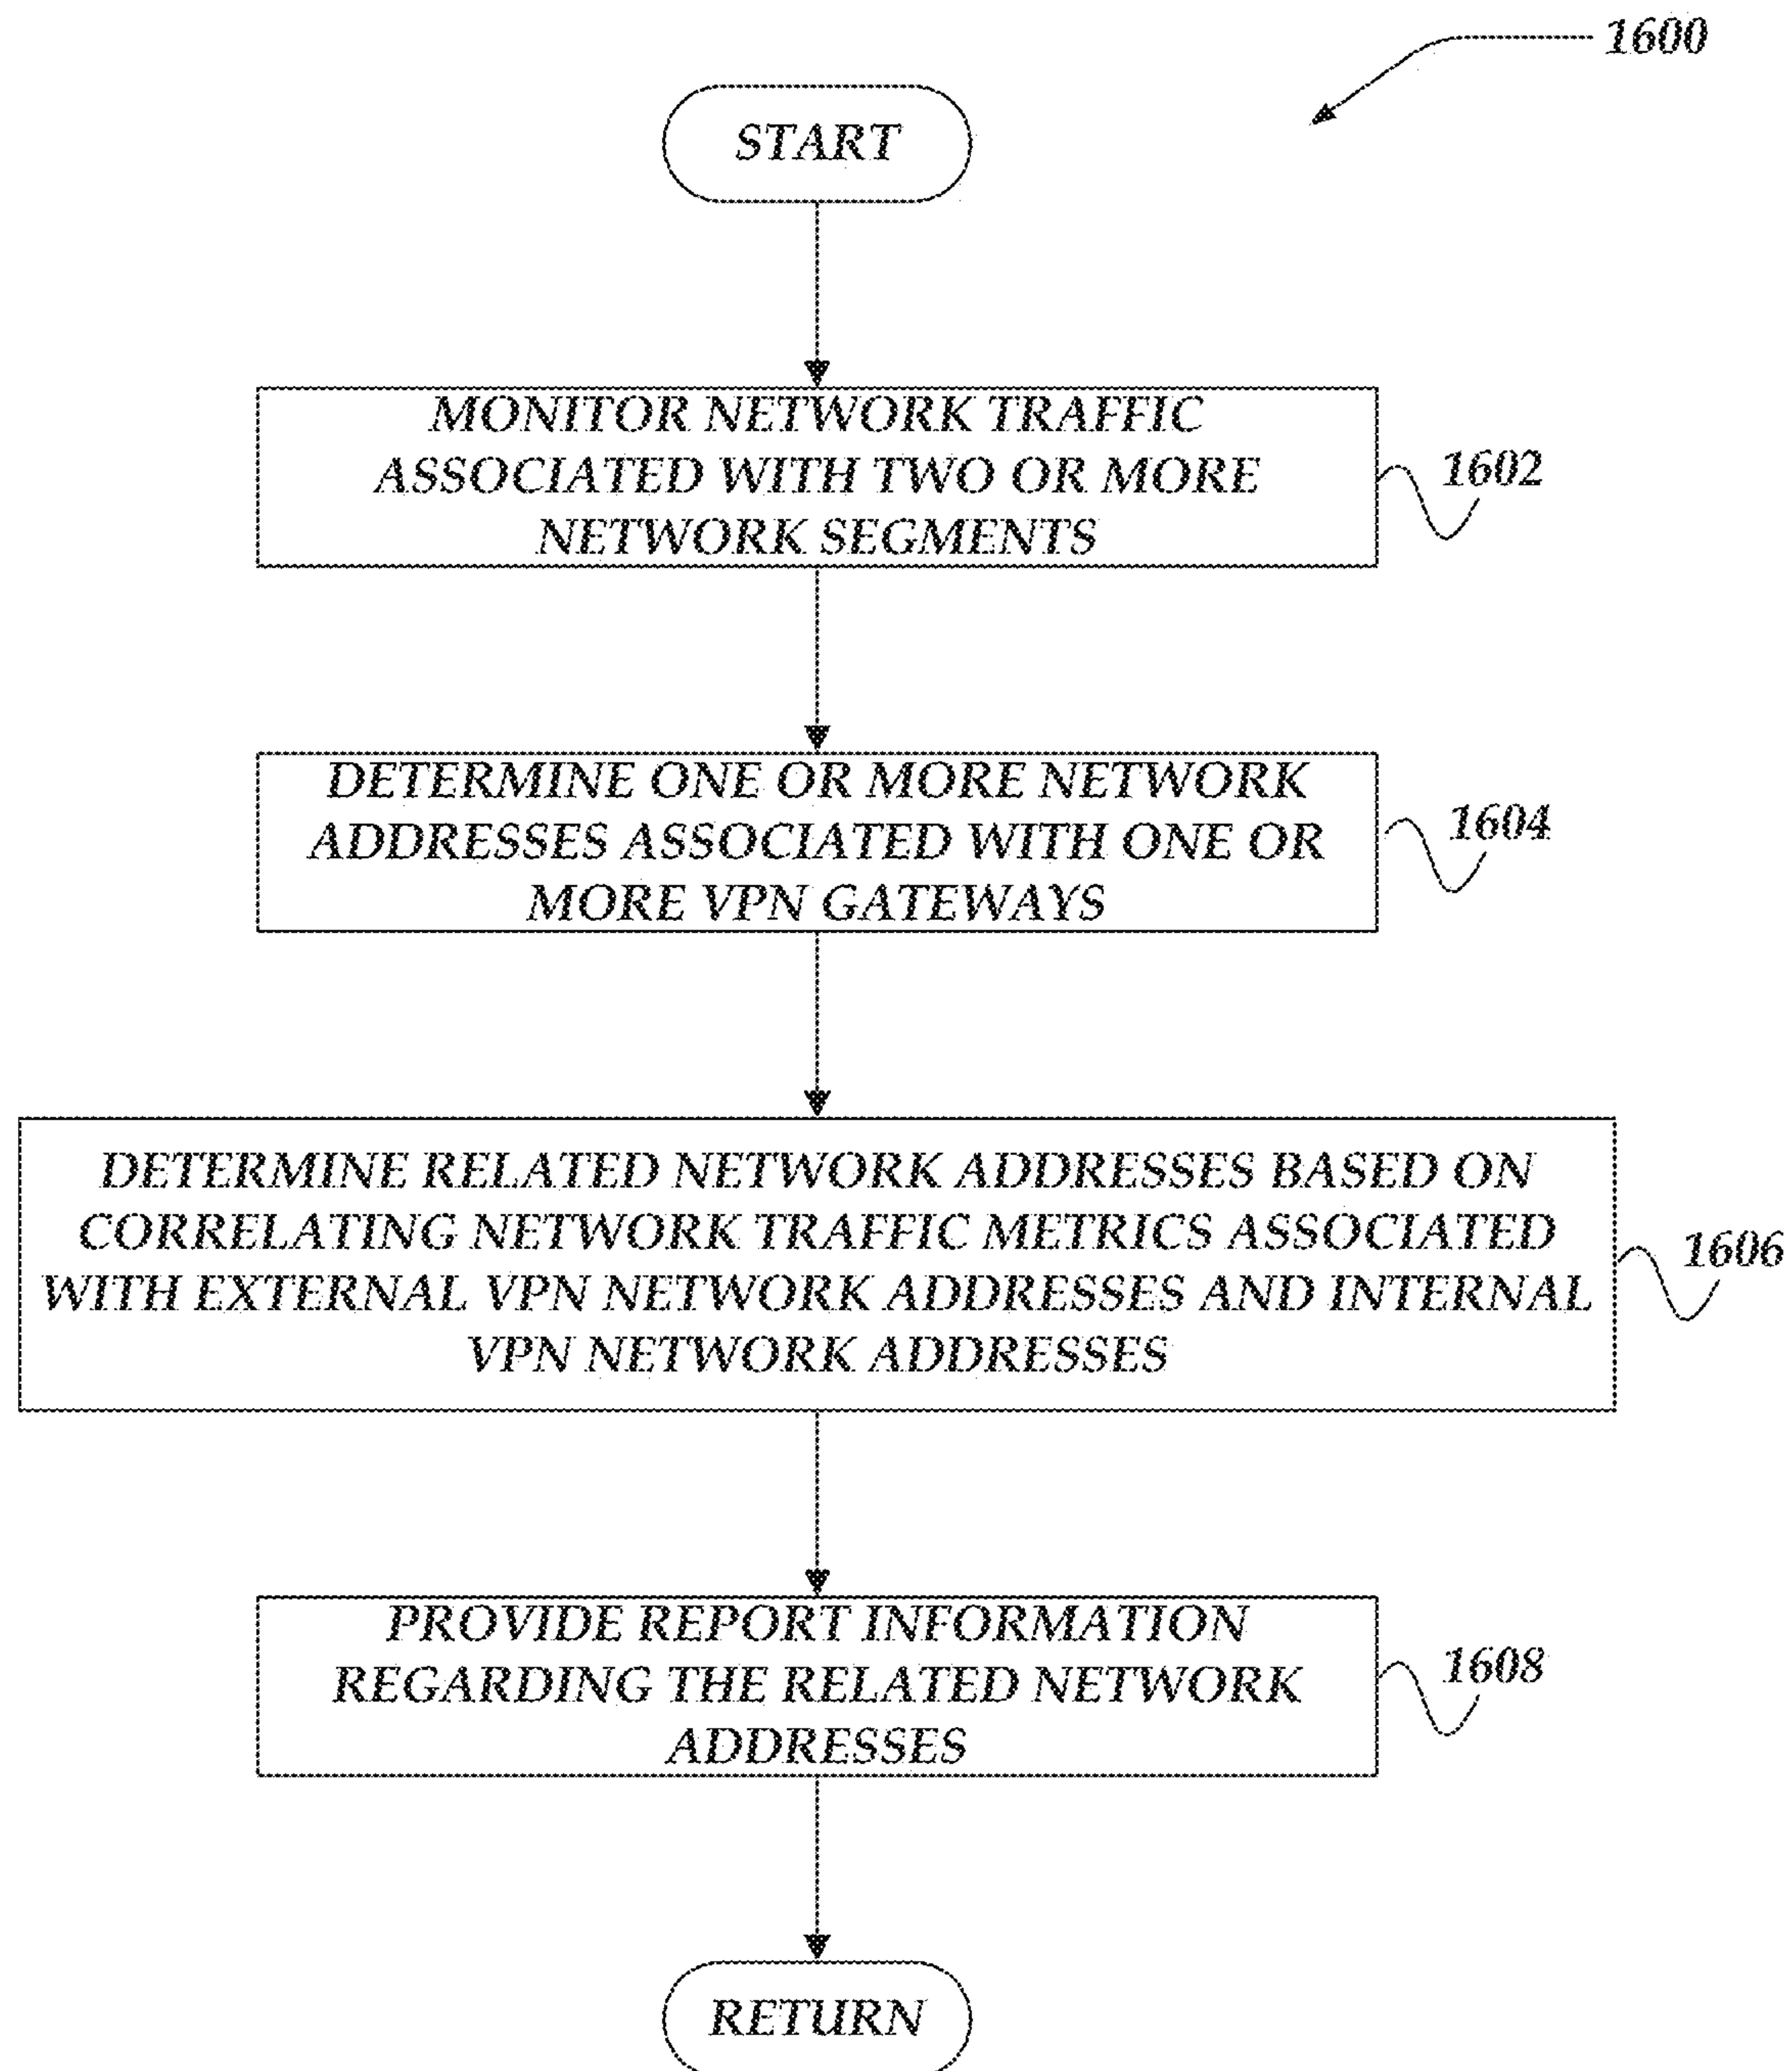 1600
START
MONITOR NETWORK TRAFFIC
ASSOCIATED WITH TWO OR MORE
NETWORK SEGMENTS
1602
DETERMINE ONE OR MORE NETWORK
ADDRESSES ASSOCIATED WITH ONE OR
MORE VPN GATEWAYS
1604
DETERMINE RELATED NETWORK ADDRESSES BASED ON
CORRELATING NETWORK TRAFFIC METRICS ASSOCIATED
WITH EXTERNAL VPN NETWORK ADDRESSES AND INTERNAL
VPN NETWORK ADDRESSES
1606
PROVIDE REPORT INFORMATION
REGARDING THE RELATED NETWORK
ADDRESSES
1608
RETURN